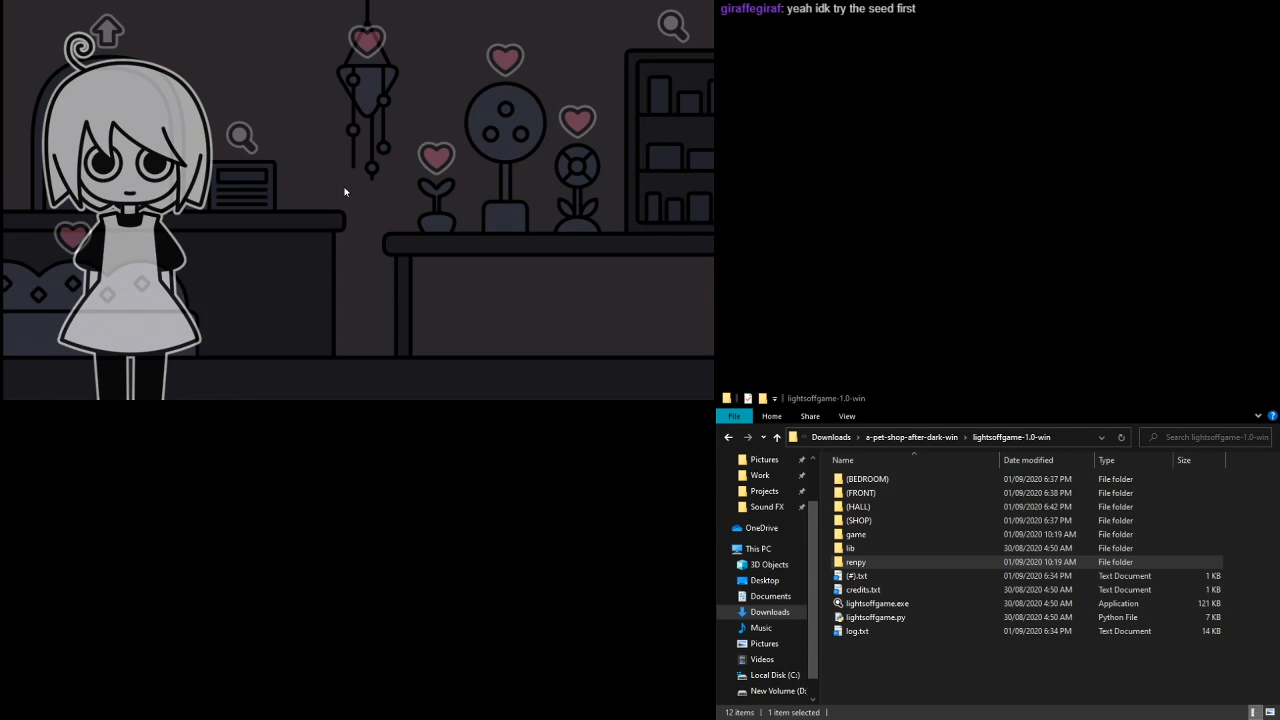 giraffegiraf: yeah idk try the seed first
lightsoffgame-1.0-win
File Home Share View
Downloads a-pet-shop-after-dark-win lightsoffgame-1.0-win Search lightsoffgame-1.0-win
Name Date modified Type Size
Pictures
Work
Projects
Sound FX
OneDrive
This PC
3D Objects
Desktop
Documents
Downloads
Music
Pictures
Videos
Local Disk (C:)
New Volume (D:
(BEDROOM) 01/09/2020 6:37 PM File folder
(FRONT) 01/09/2020 6:38 PM File folder
(HALL) 01/09/2020 6:42 PM File folder
(SHOP) 01/09/2020 6:37 PM File folder
game 01/09/2020 10:19 AM File folder
lib 30/08/2020 4:50 AM File folder
renpy 01/09/2020 10:19 AM File folder
(#).txt 01/09/2020 6:34 PM Text Document 1 KB
credits.txt 30/08/2020 4:50 AM Text Document 1 KB
lightsoffgame.exe 30/08/2020 4:50 AM Application 121 KB
lightsoffgame.py 30/08/2020 4:50 AM Python File 7 KB
log.txt 01/09/2020 6:34 PM Text Document 14 KB
12 items 1 item selected